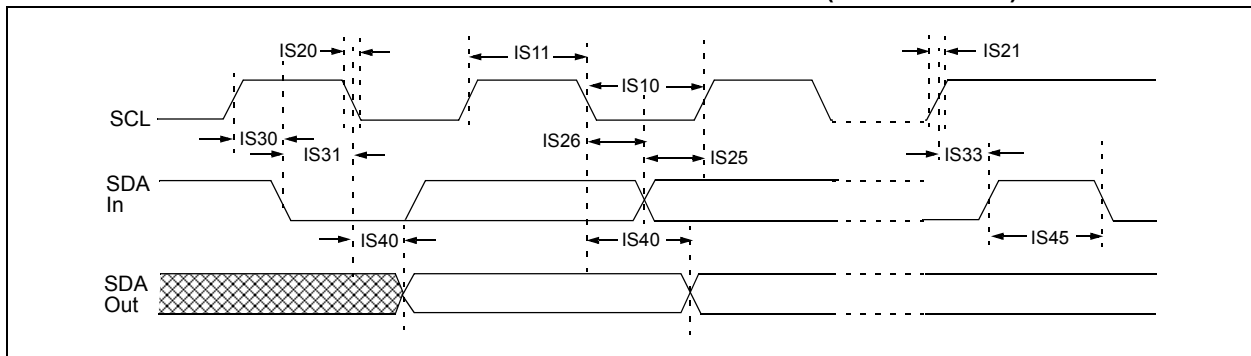 IS20
IS11
IS21
IS10
SCL
IS30
IS26
IS31
IS25
IS33
SDA
In
IS40
IS40
IS45
SDA
Out